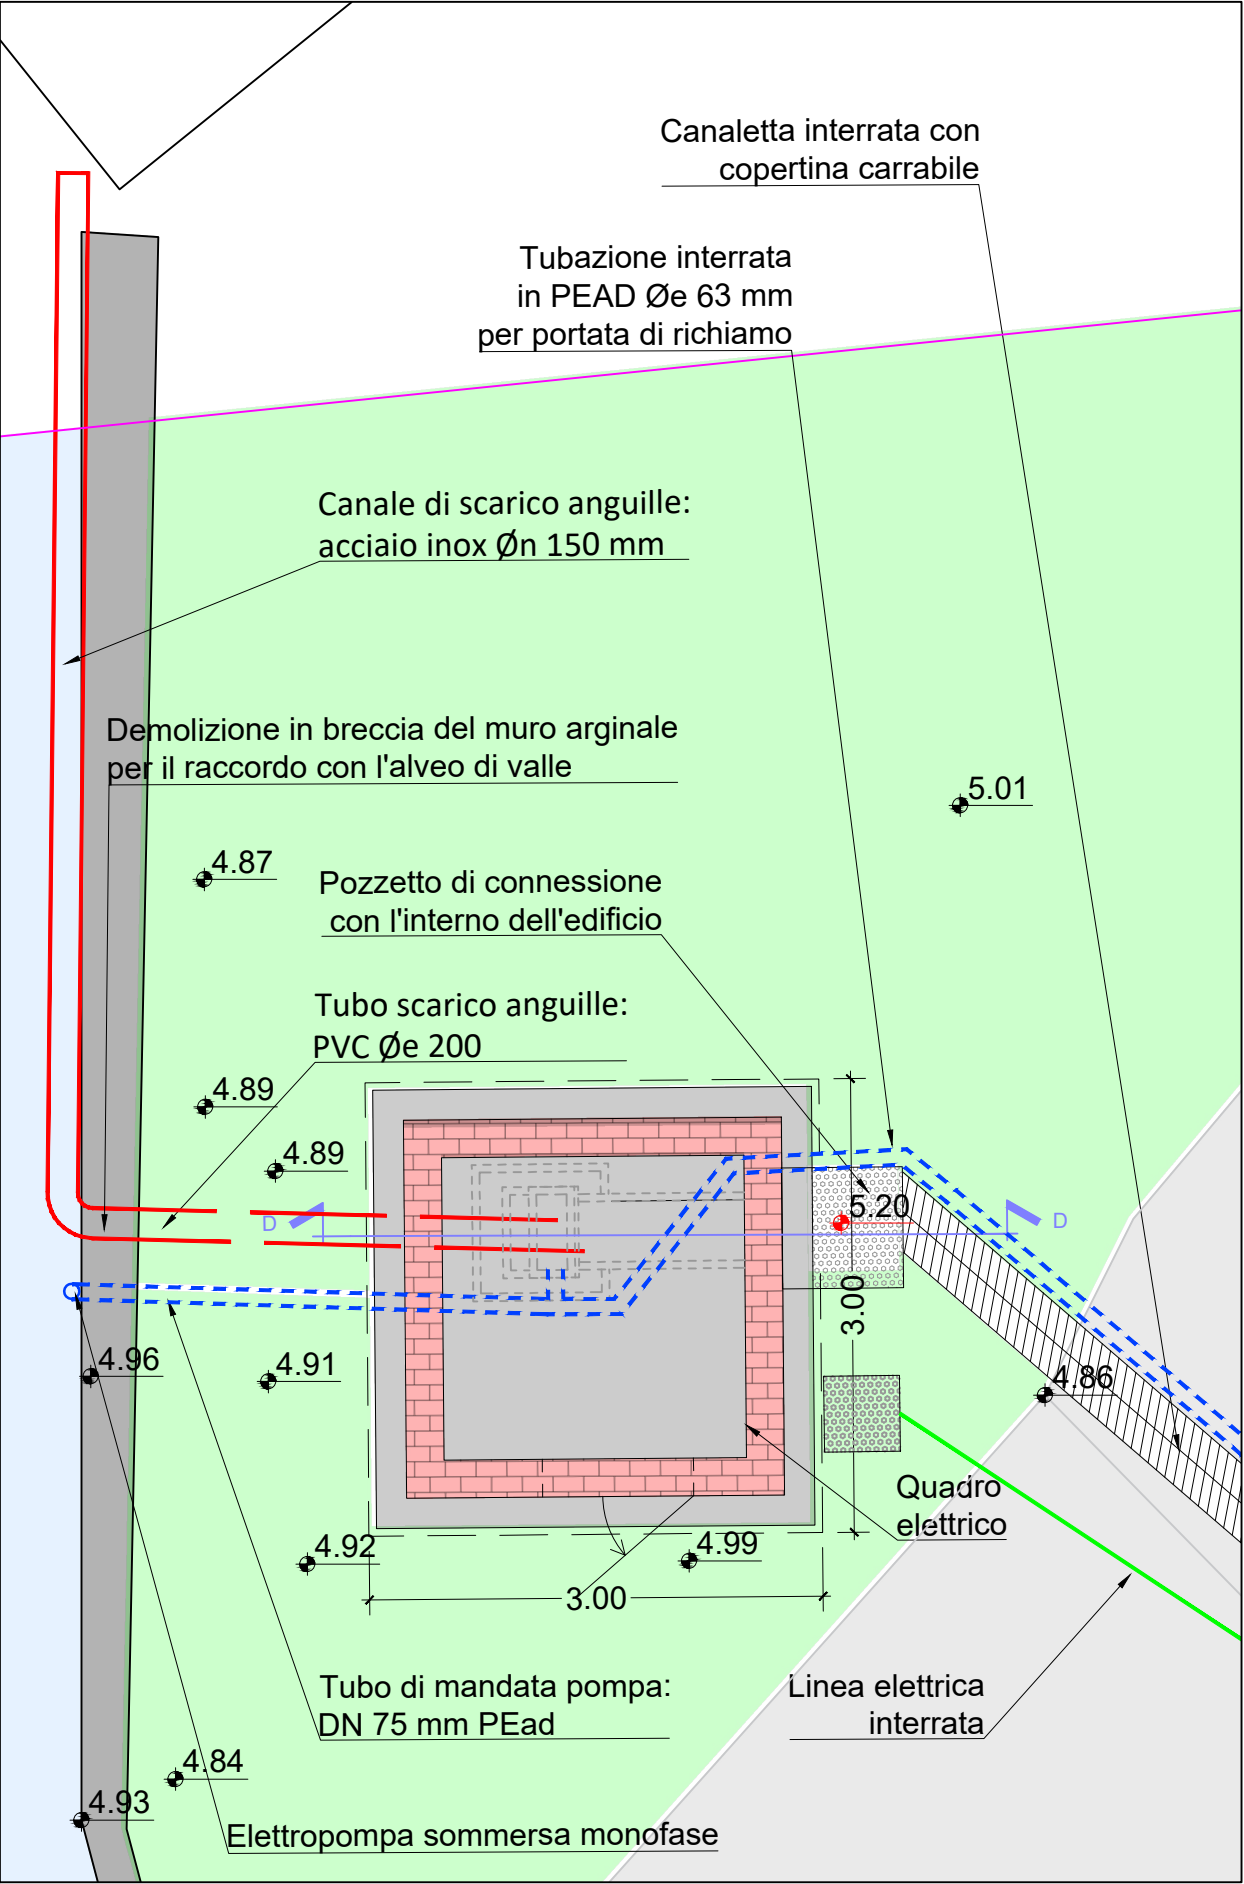 Canaletta interrata con
copertina carrabile
Tubazione interrata
in PEAD Øe 63 mm
per portata di richiamo
Canale di scarico anguille:
acciaio inox Øn 150 mm
Demolizione in breccia del muro arginale
per il raccordo con l'alveo di valle
5.01
4.87
Pozzetto di connessione
con l'interno dell'edificio
Tubo scarico anguille:
PVC Øe 200
4.89
4.89
5.20
D
D
3.00
4.96
4.91
4.86
Quadro
elettrico
4.92
4.99
3.00
Tubo di mandata pompa:
DN 75 mm PEad
Linea elettrica
interrata
4.84
4.93
Elettropompa sommersa monofase